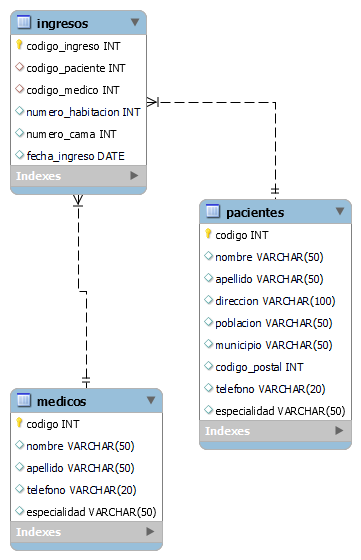 ingresos
codigo_ingreso INT
codigo_paciente INT
codigo_medico INT
numero_habitacion INT
numero_cama INT
fecha_ingreso DATE
Indexes
pacientes
codigo INT
nombre VARCHAR(50)
apellido VARCHAR(50)
direccion VARCHAR(100)
poblacion VARCHAR(50)
municipio VARCHAR(50)
codigo_postal INT
telefono VARCHAR(20)
especialidad VARCHAR(50)
Indexes
medicos
codigo INT
nombre VARCHAR(50)
apellido VARCHAR(50)
telefono VARCHAR(20)
especialidad VARCHAR(50)
Indexes